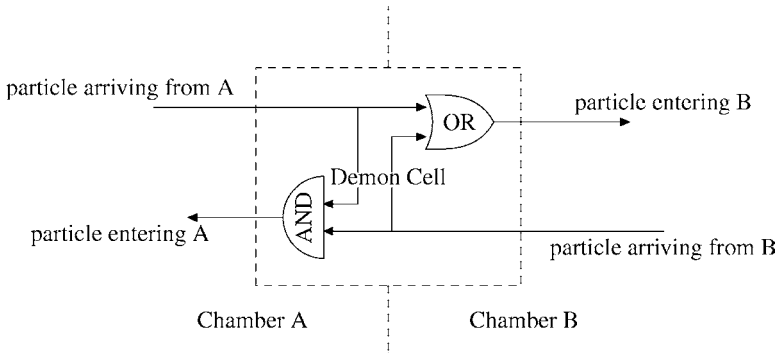 particle arriving from A
OR
particle entering B
Demon Cell
AND
particle entering A
particle arriving from B
Chamber A
Chamber B